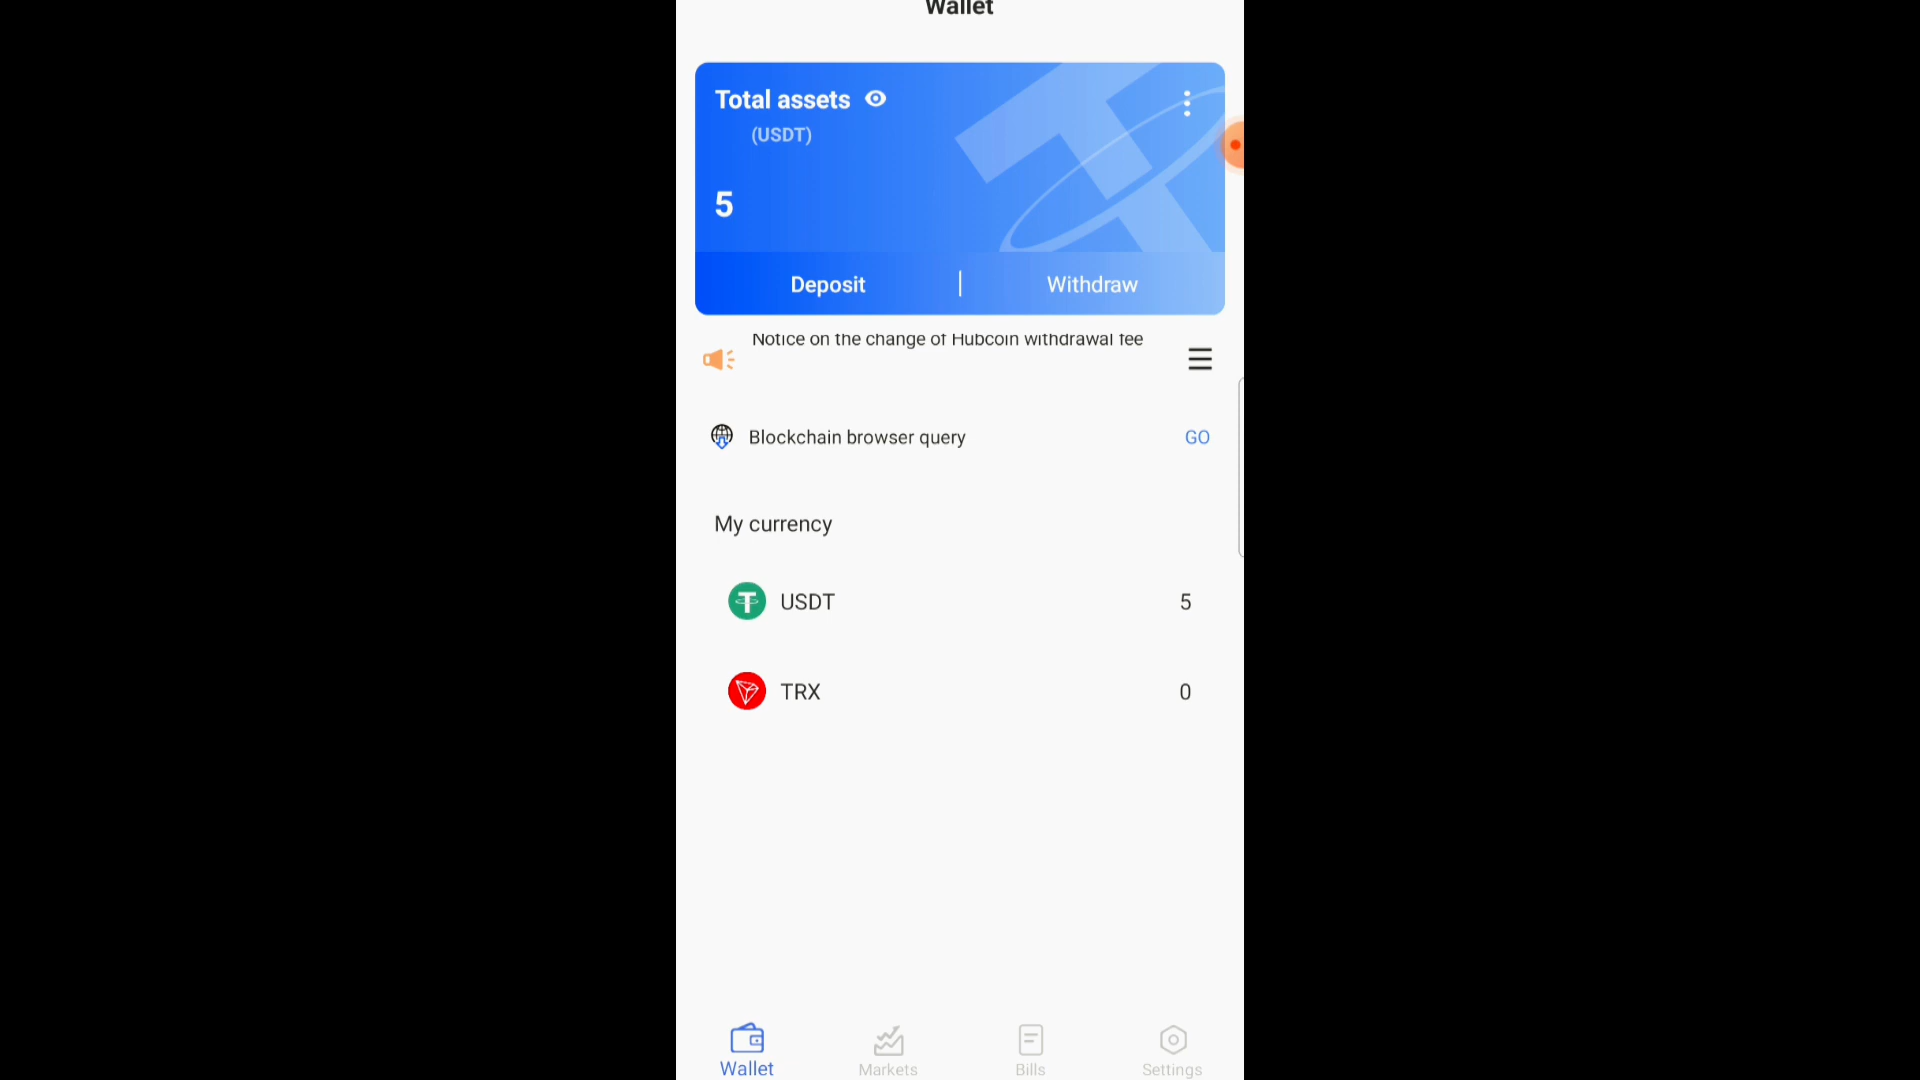 Wallet
Total assets
(USDT)
5
Deposit
Withdraw
Notice on the change of Hubcoin withdrawal fee
Blockchain browser query
GO
My currency
USDT
5
TRX
0
Wallet
Markets
Bills
Settings